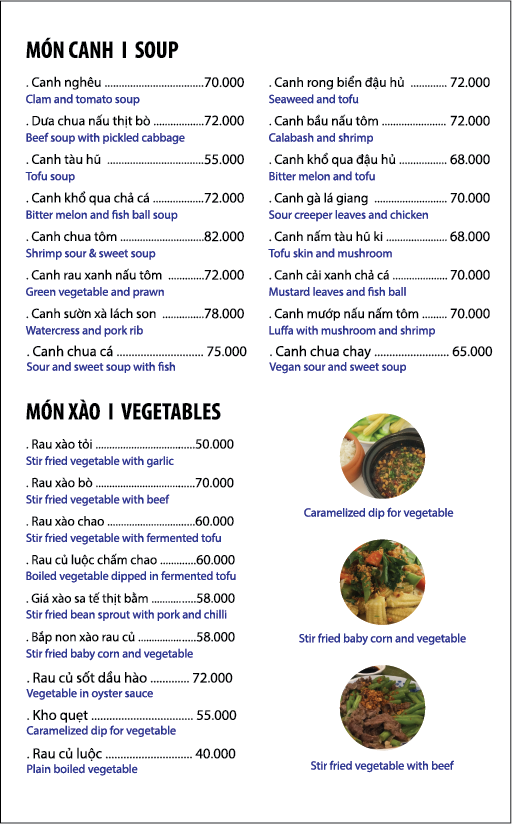 MÓN CANH I SOUP
. Canh nghêu ..................................70.000
Clam and tomato soup
. Dưa chua nấu thịt bò ..................72.000
Beef soup with pickled cabbage
. Canh tàu hũ .................................55.000
Tofu soup
. Canh khổ qua chả cá ..................72.000
Bitter melon and fish ball soup
. Canh chua tôm .............................82.000
Shrimp sour & sweet soup
. Canh rau xanh nấu tôm .............72.000
Green vegetable and prawn
. Canh sườn xà lách son ..............78.000
Watercress and pork rib
. Canh chua cá ............................. 75.000
Sour and sweet soup with fish
. Canh rong biển đậu hủ ............. 72.000
Seaweed and tofu
. Canh bầu nấu tôm ....................... 72.000
Calabash and shrimp
. Canh khổ qua đậu hủ ................. 68.000
Bitter melon and tofu
. Canh gà lá giang ......................... 70.000
Sour creeper leaves and chicken
. Canh nấm tàu hũ ki ..................... 68.000
Tofu skin and mushroom
. Canh cải xanh chả cá ................... 70.000
Mustard leaves and fish ball
. Canh mướp nấu nấm tôm ......... 70.000
Luffa with mushroom and shrimp
. Canh chua chay ......................... 65.000
Vegan sour and sweet soup
MÓN XÀO I VEGETABLES
. Rau xào tỏi ...................................50.000
Stir fried vegetable with garlic
. Rau xào bò ...................................70.000
Stir fried vegetable with beef
. Rau xào chao ...............................60.000
Stir fried vegetable with fermented tofu
. Rau củ luộc chấm chao .............60.000
Boiled vegetable dipped in fermented tofu
. Giá xào sa tế thịt bằm ................58.000
Stir fried bean sprout with pork and chilli
. Bắp non xào rau củ ....................58.000
Stir fried baby corn and vegetable
. Rau củ sốt dầu hào ............. 72.000
Vegetable in oyster sauce
. Kho quẹt .................................. 55.000
Caramelized dip for vegetable
. Rau củ luộc ............................. 40.000
Plain boiled vegetable
Caramelized dip for vegetable
Stir fried baby corn and vegetable
Stir fried vegetable with beef